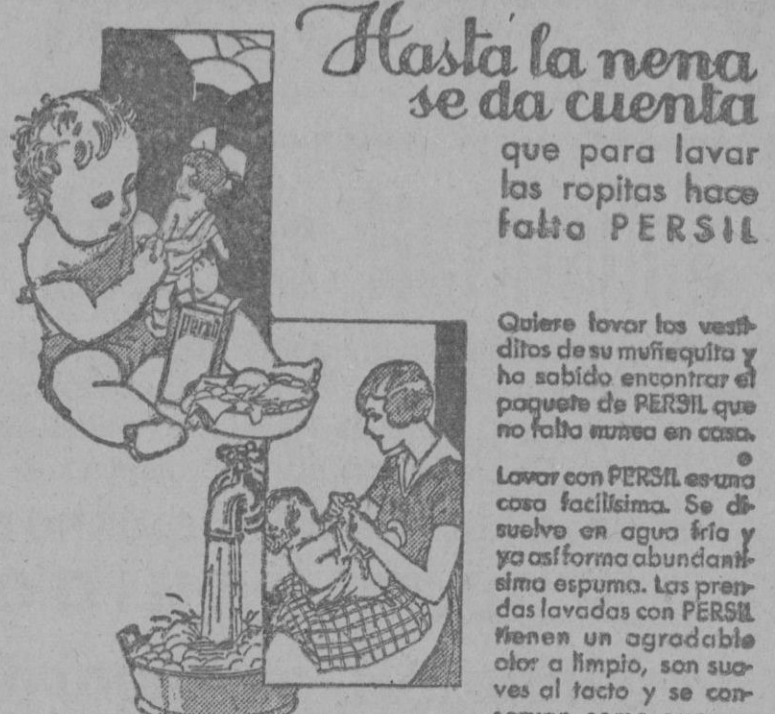 Hasta la nena
se da cuenta
que para lavar
las ropitas hace
falta PERSIL
Persil
Quiere lavar los vesti-
ditos de su muñequita y
ha sabido encontrar el
paquete de PERSIL que
no falta nunca en casa.
Lavar con PERSIL es una
cosa facilísima. Se di-
suelve en agua fría y
ya así forma abundantí-
sima espuma. Las pren-
das lavadas con PERSIL
tienen un agradable
olor a limpio, son sua-
ves al tacto y se con-